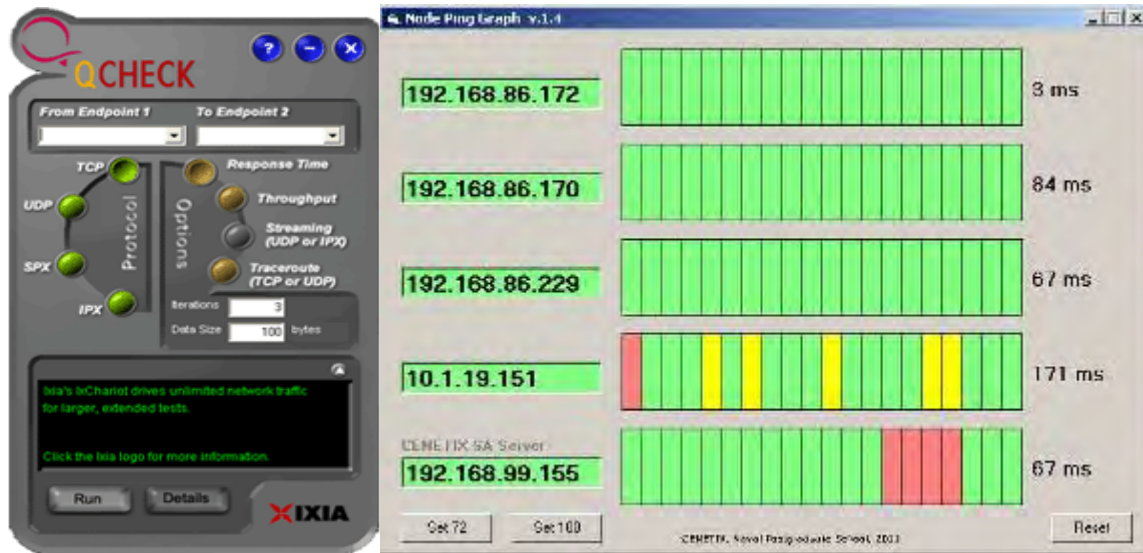 QCHECK
?
From Endpoint 1 To Endpoint 2
TCP
UDP
SPX
IPX
Protocol
Options
Response Time
Throughput
Streaming
(UDP or IPX)
Traceroute
(TCP or UDP)
Iterations 3
Data Size 100 bytes
Ixia's IxChariot drives unlimited network traffic
for larger, extended tests.
Click the Ixia logo for more information.
Run Details
XIXIA
Node Ping Graph v.1.4
192.168.86.172 3 ms
192.168.86.170 84 ms
192.168.86.229 67 ms
10.1.19.151 171 ms
CENETIX SA Server
192.168.99.155 67 ms
Set 72 Set 100
CENETIX, Naval Postgraduate School,
Reset